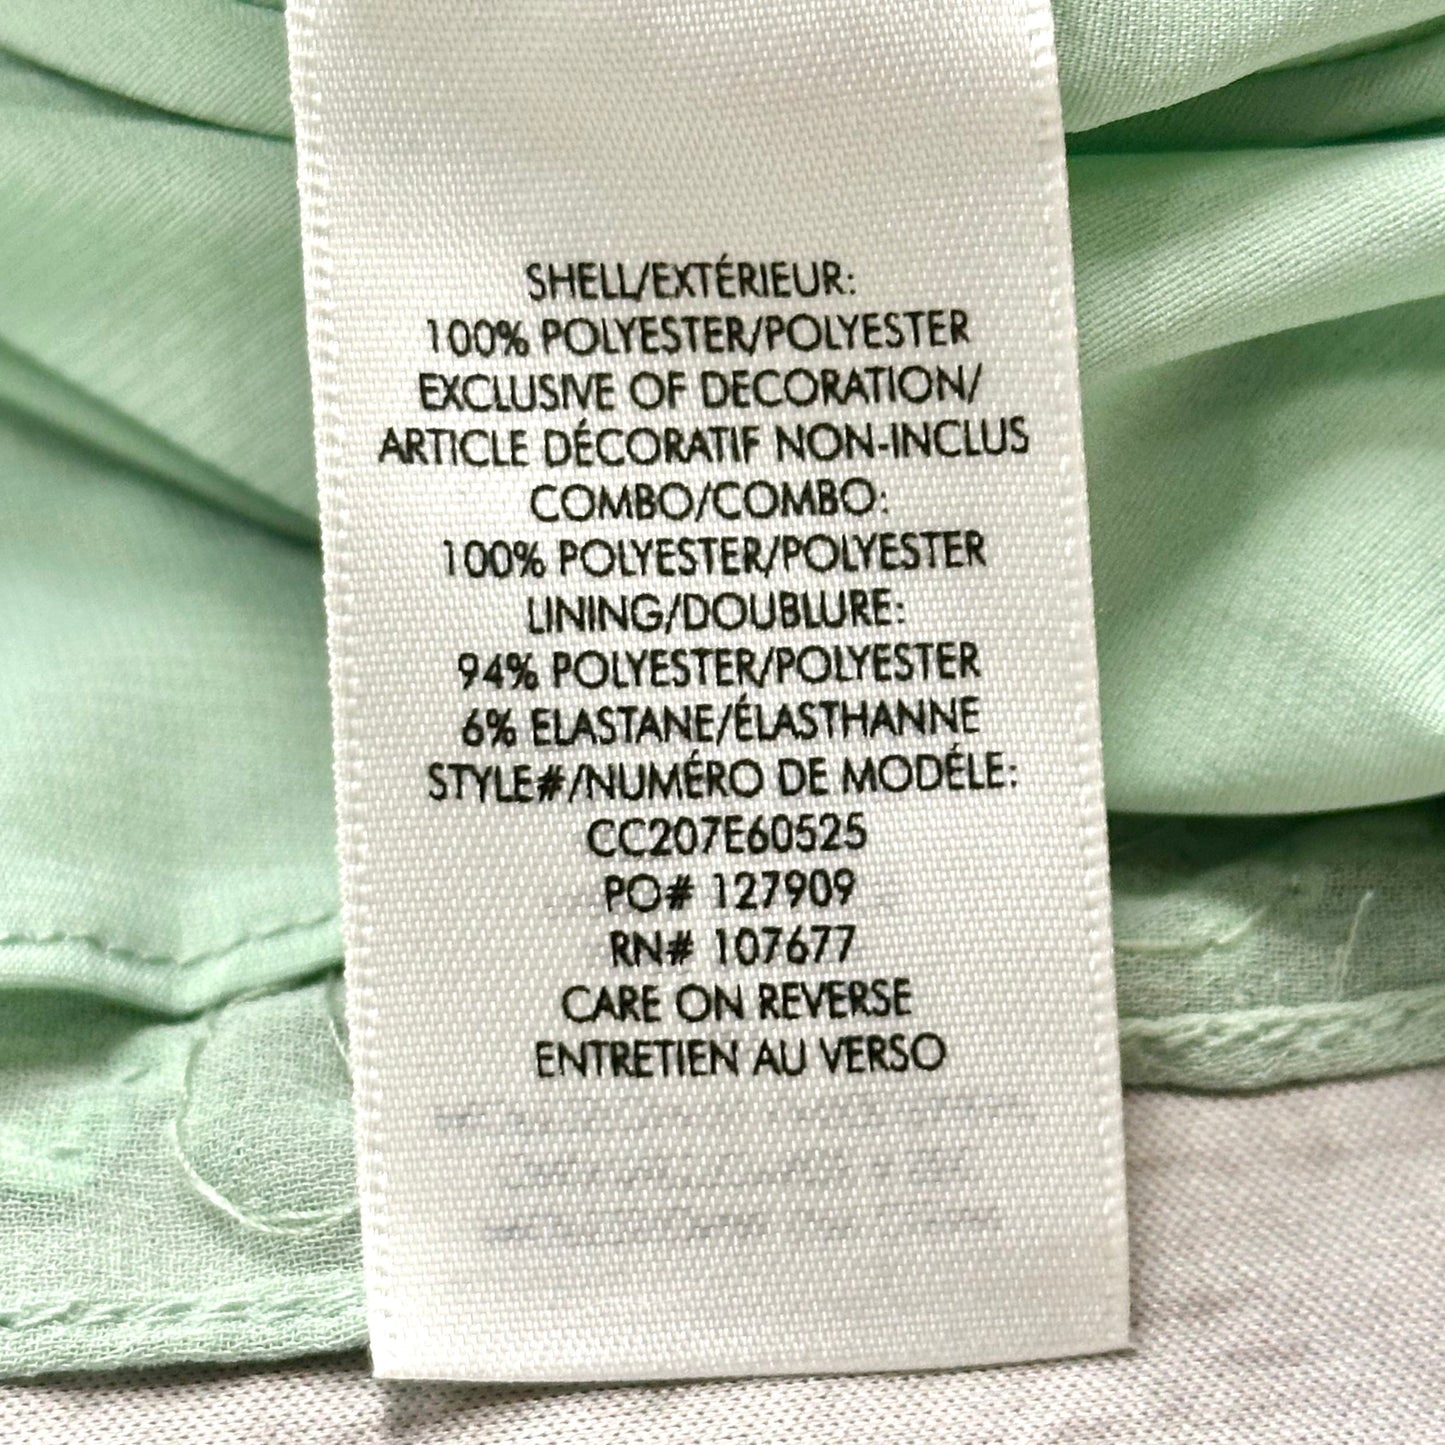 SHELL/EXTÉRIEUR:
100% POLYESTER/POLYESTER
EXCLUSIVE OF DECORATION/
ARTICLE DÉCORATIF NON-INCLUS
COMBO/COMBO:
100% POLYESTER/POLYESTER
LINING/DOUBLURE:
94% POLYESTER/POLYESTER
6% ELASTANE/ÉLASTHANNE
STYLE#/NUMÉRO DE MODÉLE:
CC207E60525
PO# 127909
RN# 107677
CARE ON REVERSE
ENTRETIEN AU VERSO